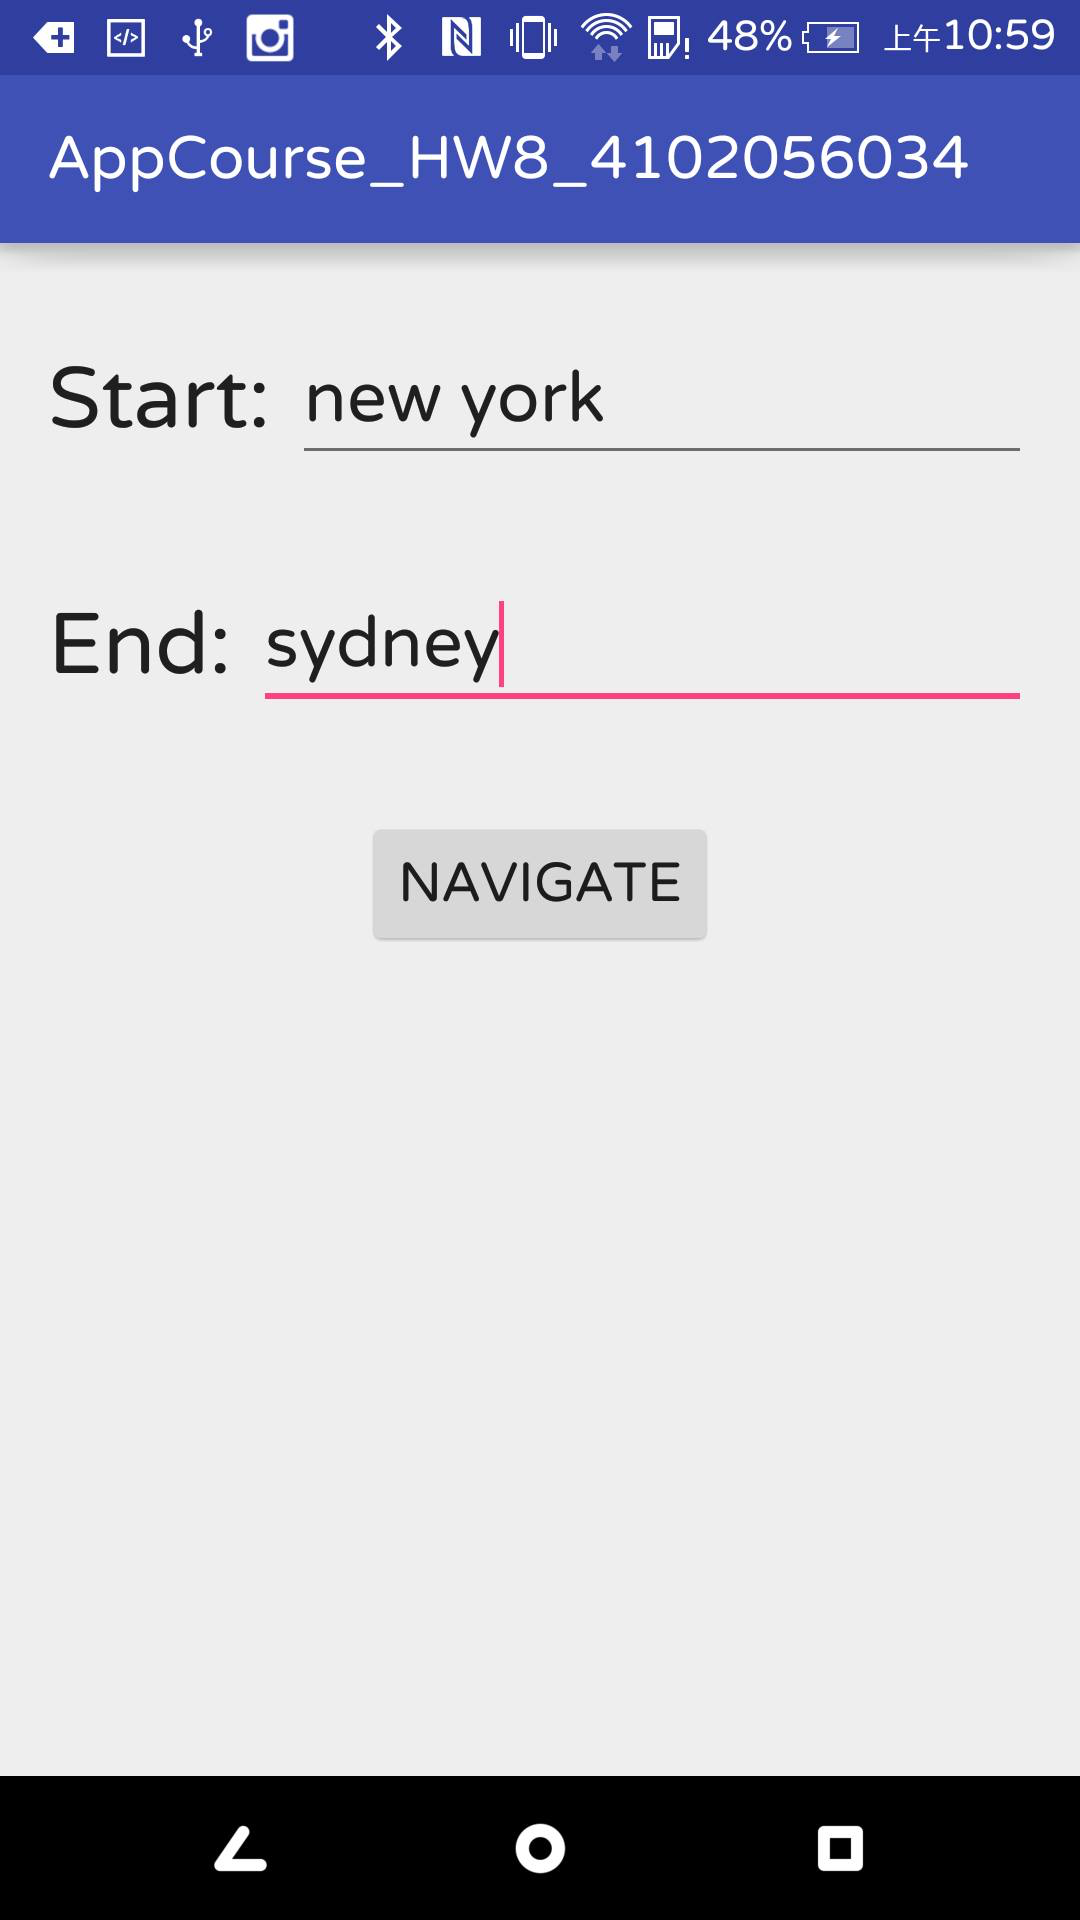 48% 上午10:59
AppCourse_HW8_4102056034
Start: new york
End: sydney
NAVIGATE